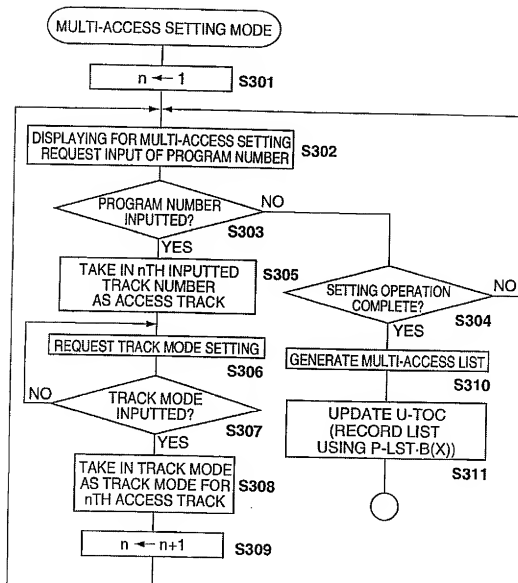 MULTI-ACCESS SETTING MODE
n ← 1
S301
DISPLAYING FOR MULTI-ACCESS SETTING
REQUEST INPUT OF PROGRAM NUMBER
S302
PROGRAM NUMBER
INPUTTED?
NO
S303
YES
TAKE IN nTH INPUTTED
TRACK NUMBER
AS ACCESS TRACK
S305
SETTING OPERATION
COMPLETE?
NO
S304
YES
REQUEST TRACK MODE SETTING
S306
GENERATE MULTI-ACCESS LIST
S310
NO
TRACK MODE
INPUTTED?
S307
YES
UPDATE U-TOC
(RECORD LIST
USING P-LST·B(X))
S311
TAKE IN TRACK MODE
AS TRACK MODE FOR
nTH ACCESS TRACK
S308
n ← n+1
S309